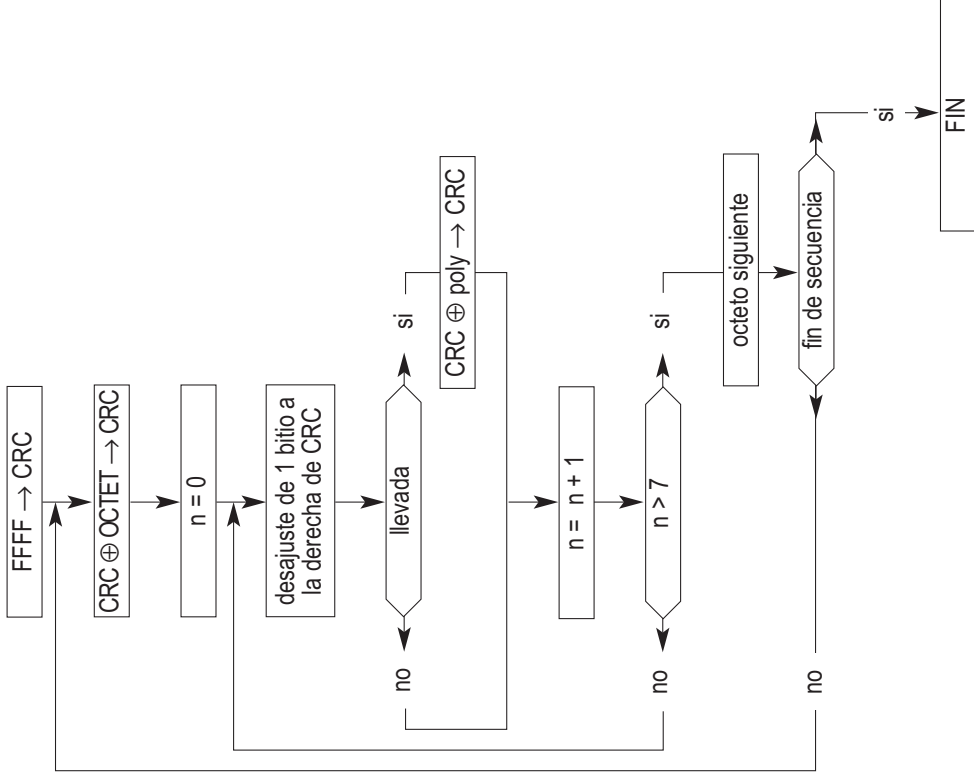 FFFF → CRC
CRC ⊕ OCTET → CRC
n = 0
desajuste de 1 bitio a
la derecha de CRC
llevada
no
si
CRC ⊕ poly → CRC
n = n + 1
n > 7
no
si
octeto siguiente
fin de secuencia
no
si
FIN